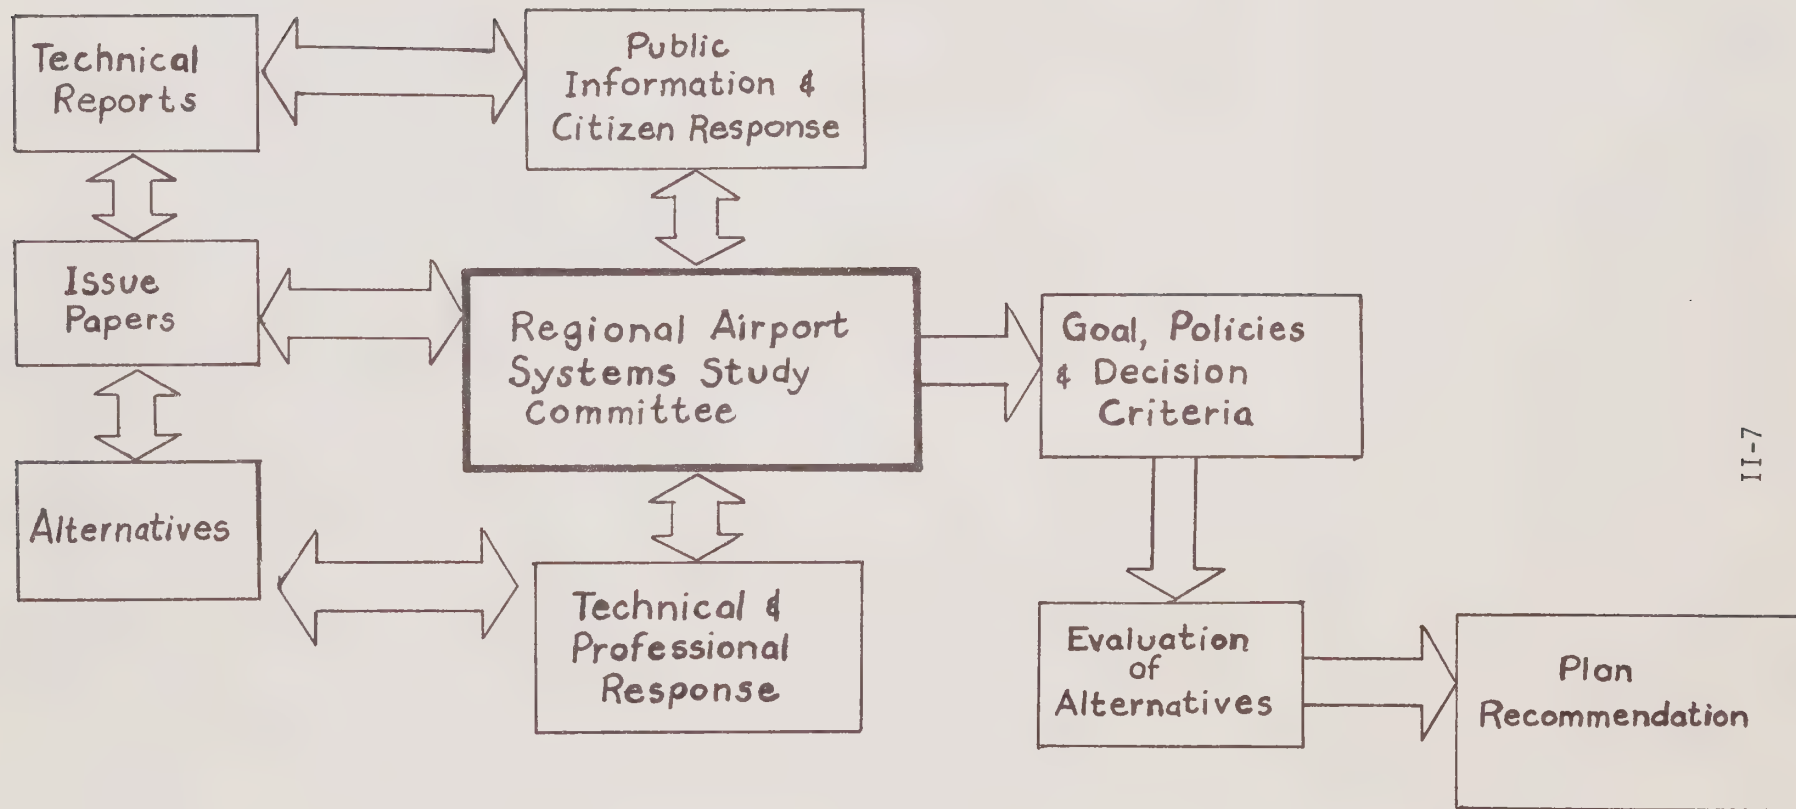 Technical
Reports
Public
Information &
Citizen Response
Issue
Papers
Regional Airport
Systems Study
Committee
Goal, Policies
& Decision
Criteria
Alternatives
Technical &
Professional
Response
Evaluation
of
Alternatives
Plan
Recommendation
II-7